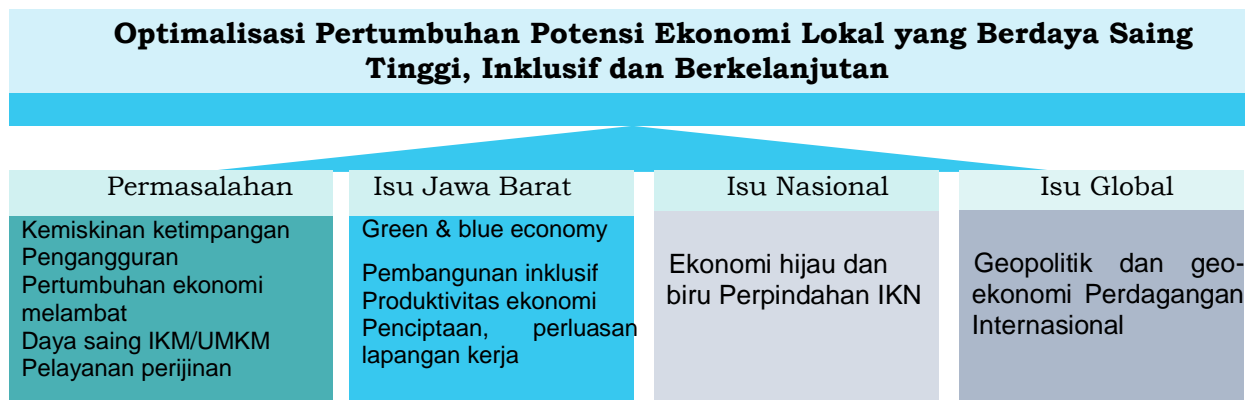 Optimalisasi Pertumbuhan Potensi Ekonomi Lokal yang Berdaya Saing
Tinggi, Inklusif dan Berkelanjutan
Permasalahan
Kemiskinan ketimpangan
Pengangguran
Pertumbuhan ekonomi
melambat
Daya saing IKM/UMKM
Pelayanan perijinan
Isu Jawa Barat
Green & blue economy
Pembangunan inklusif
Produktivitas ekonomi
Penciptaan, perluasan
lapangan kerja
Isu Nasional
Ekonomi hijau dan
biru Perpindahan IKN
Isu Global
Geopolitik dan geo-
ekonomi Perdagangan
Internasional